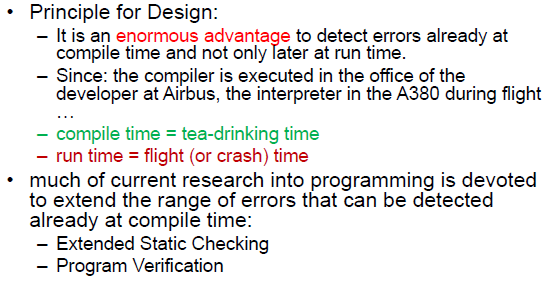 • Principle for Design:
– It is an enormous advantage to detect errors already at
compile time and not only later at run time.
– Since: the compiler is executed in the office of the
developer at Airbus, the interpreter in the A380 during flight
…
– compile time = tea-drinking time
– run time = flight (or crash) time
• much of current research into programming is devoted
to extend the range of errors that can be detected
already at compile time:
– Extended Static Checking
– Program Verification